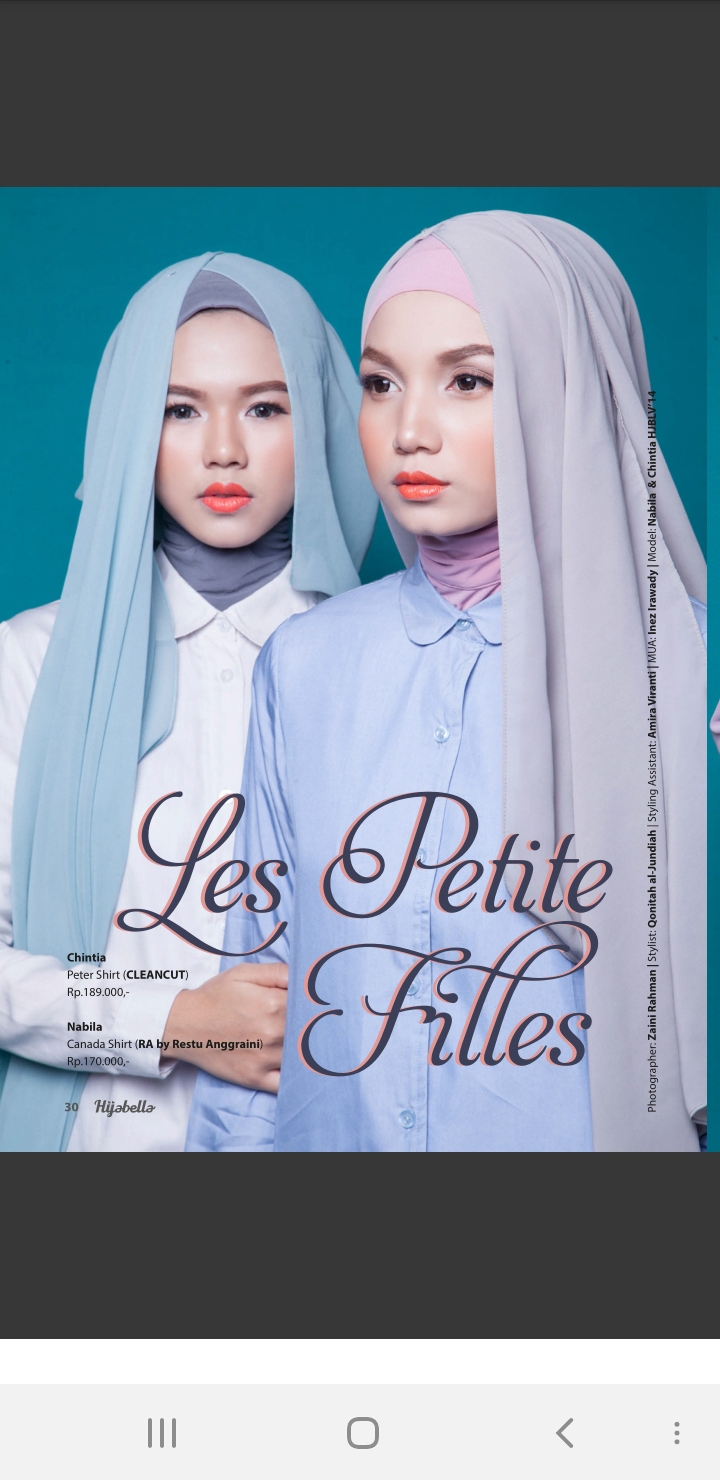 Les Petite
Filles
Chintia
Peter Shirt (CLEANCUT)
Rp.189.000,-
Nabila
Canada Shirt (RA by Restu Anggraini)
Rp.170.000,-
30 Hijabella
Photographer: Zaini Rahman | Stylist: Qonitah al-Jundiah | Styling Assistant: Amira Viranti | MUA: Inez Irawady | Model: Nabila & Chintia HJBLV'14